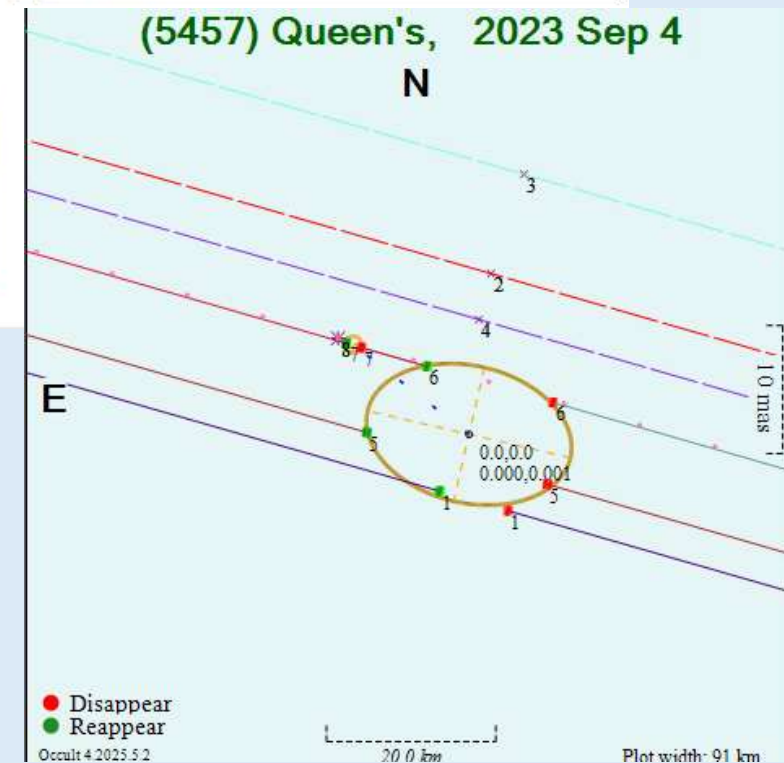 (5457) Queen's,   2023 Sep 4
N
3
2
4
8 7
6
6
E
10 mas
5
0.0,0.0
0.000,0.001
5
1
1
Disappear
Reappear
Occult 4.2025.5.2
20.0 km
Plot width: 91 km